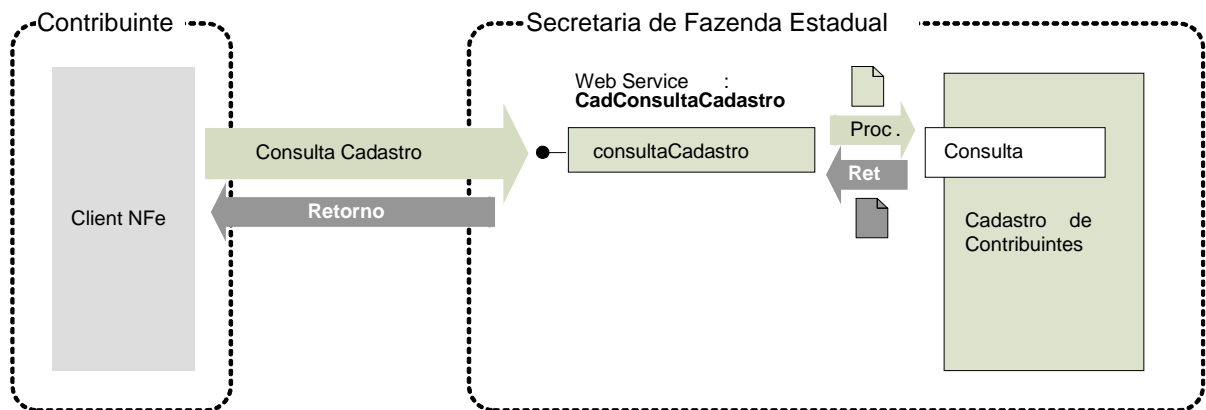 Contribuinte
Secretaria de Fazenda Estadual
Web Service :
CadConsultaCadastro
Consulta Cadastro
consultaCadastro
Proc.
Consulta
Ret
Retorno
Client NFe
Cadastro de
Contribuintes